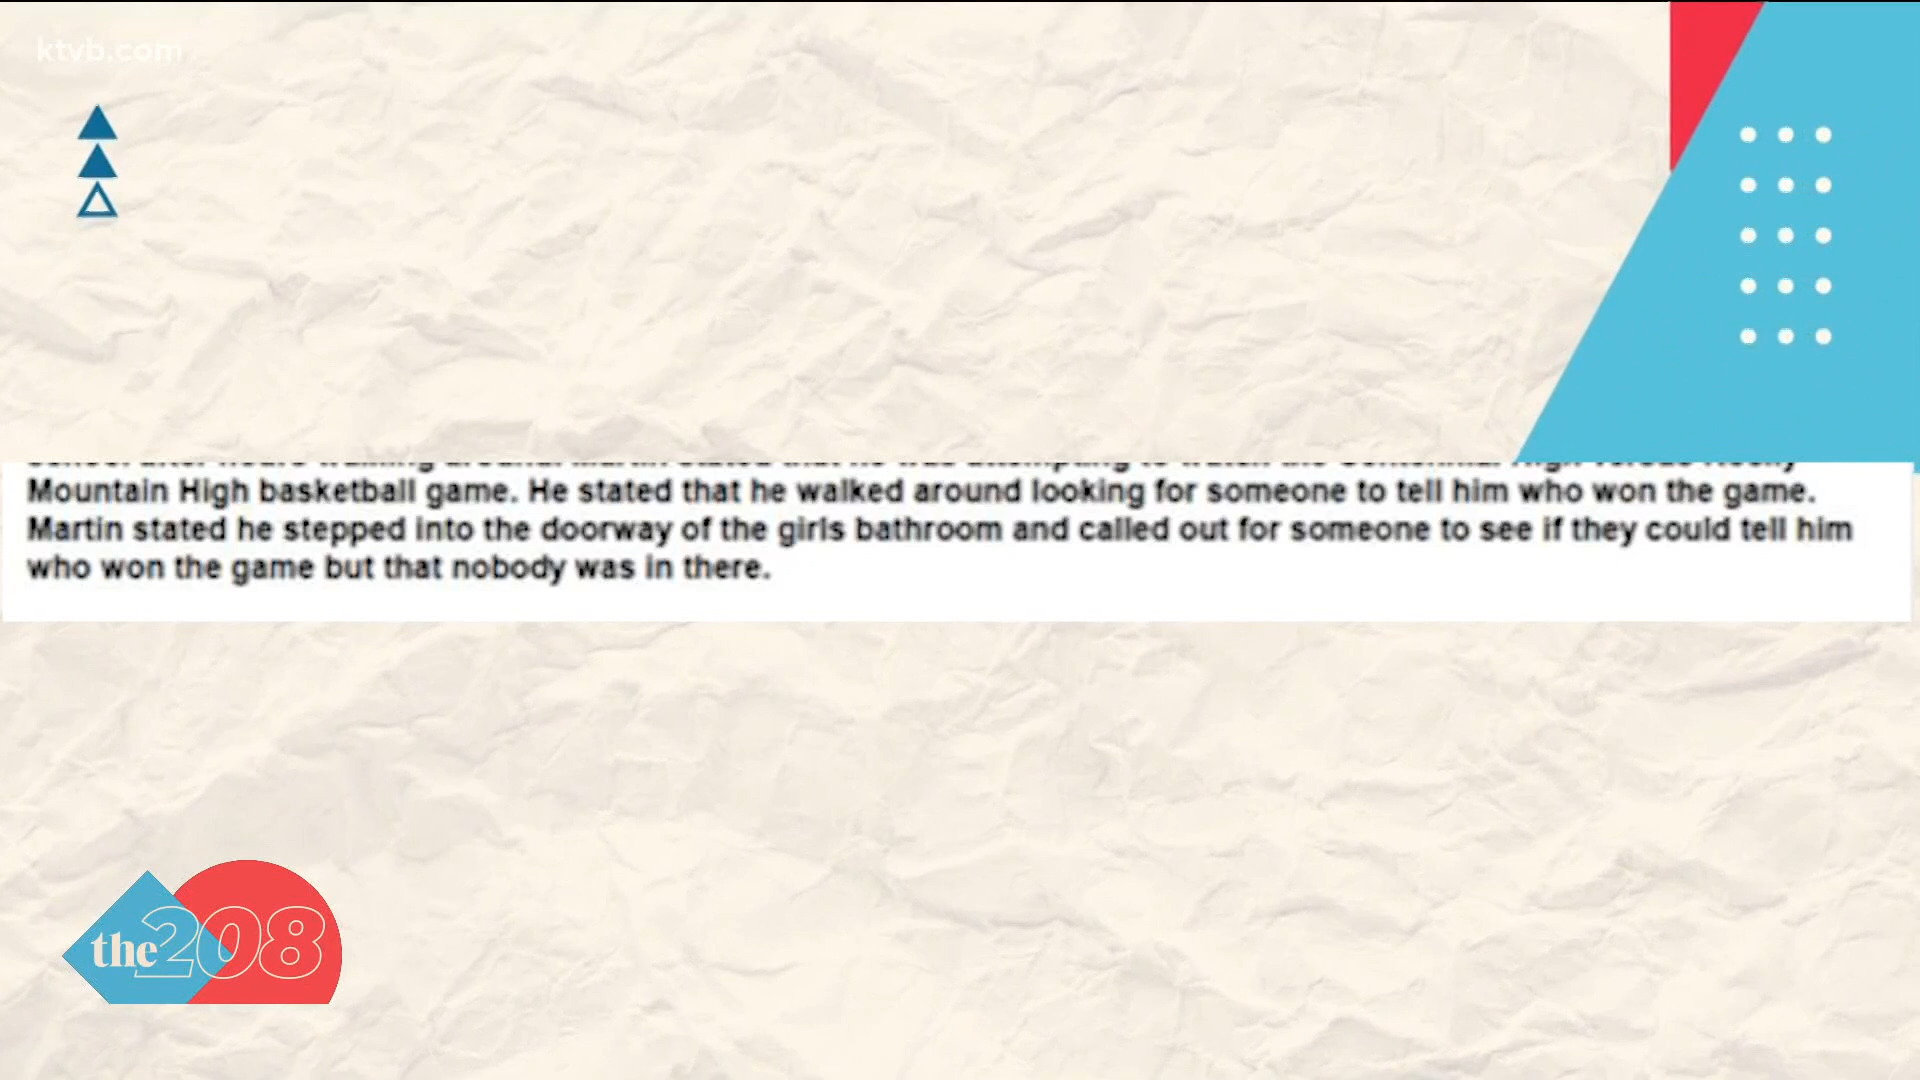 ktvb.com
Mountain High basketball game. He stated that he walked around looking for someone to tell him who won the game.
Martin stated he stepped into the doorway of the girls bathroom and called out for someone to see if they could tell him
who won the game but that nobody was in there.
the208